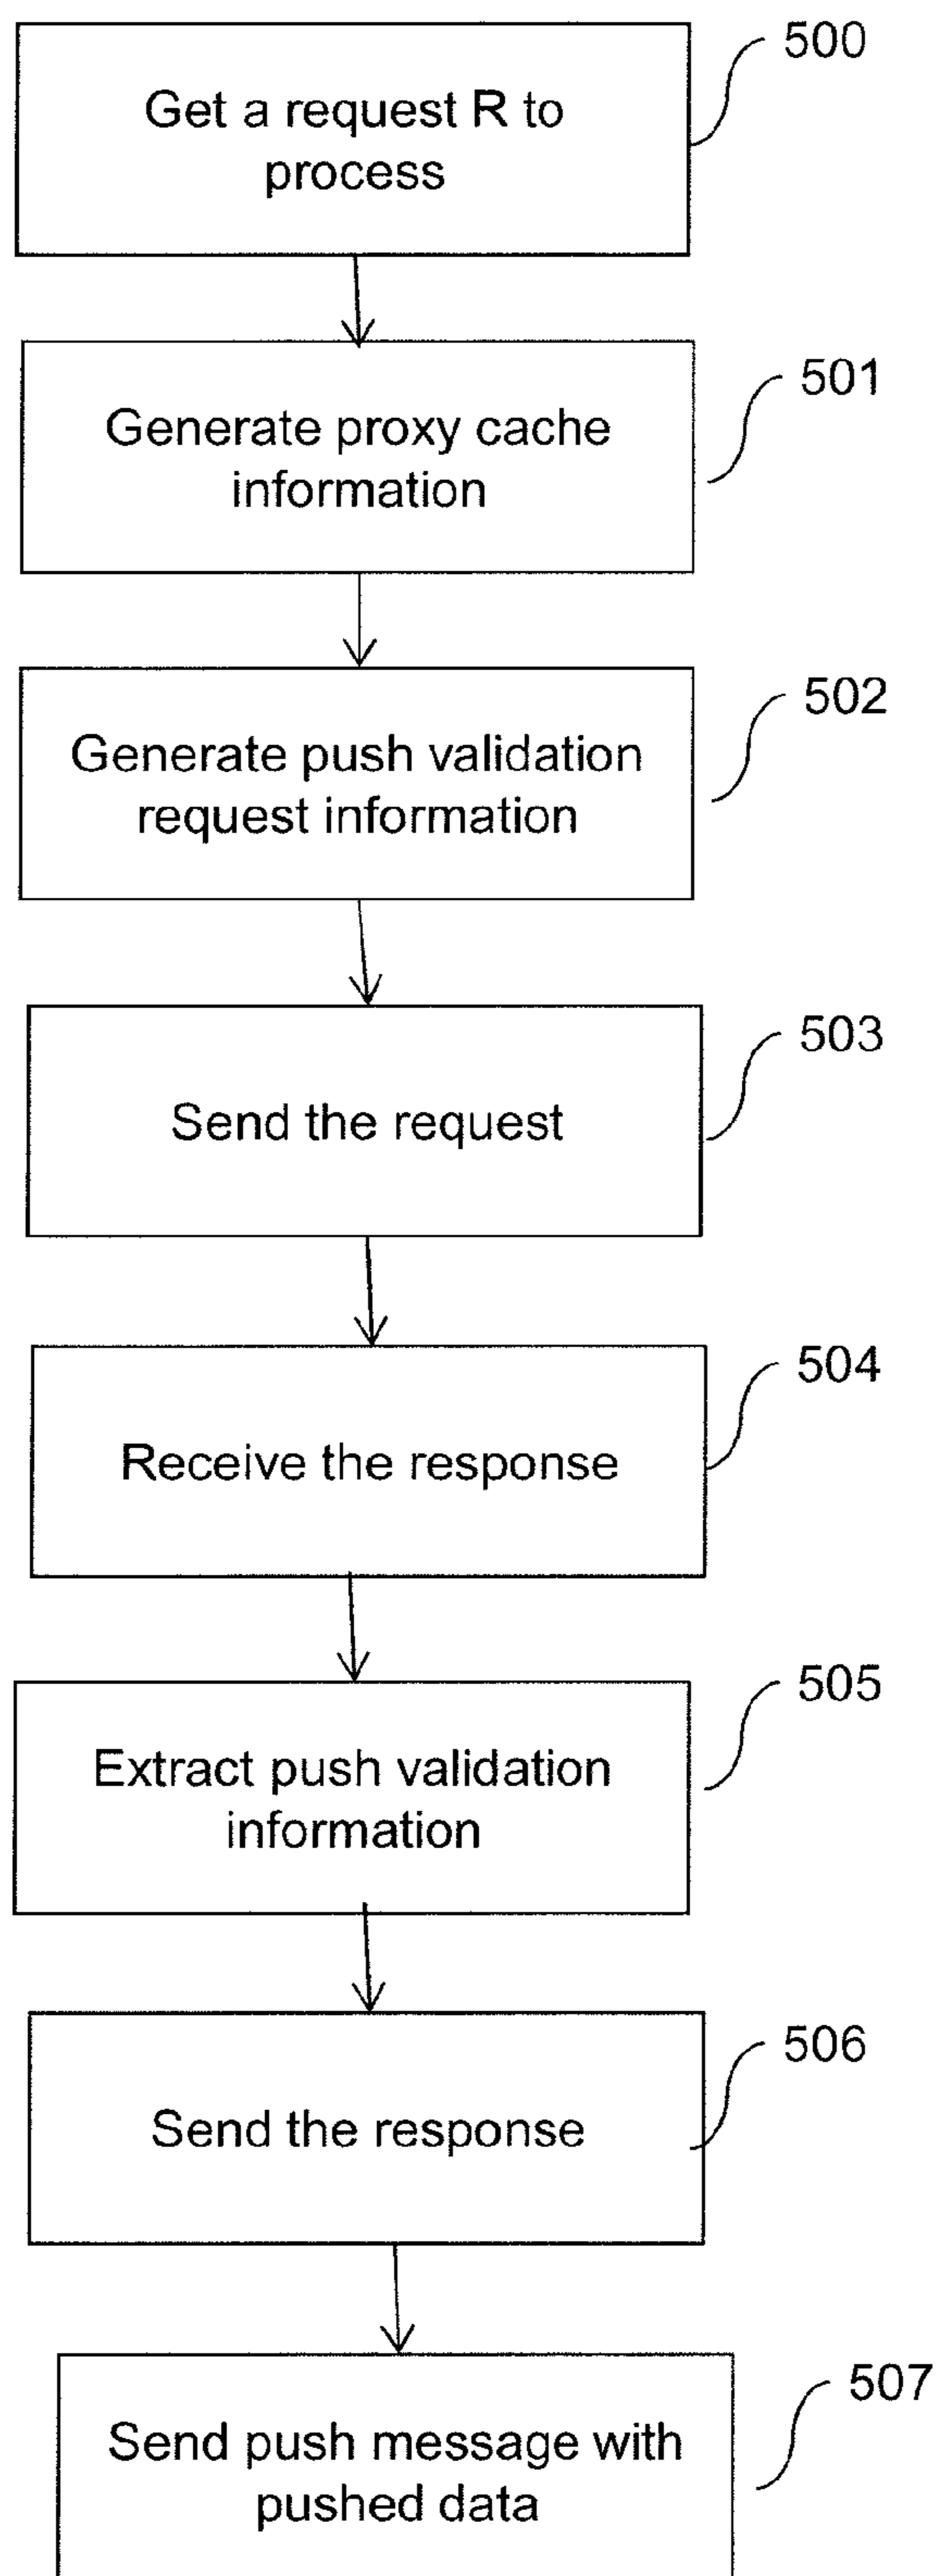 500
Get a request R to
process
501
Generate proxy cache
information
502
Generate push validation
request information
503
Send the request
504
Receive the response
505
Extract push validation
information
506
Send the response
507
Send push message with
pushed data